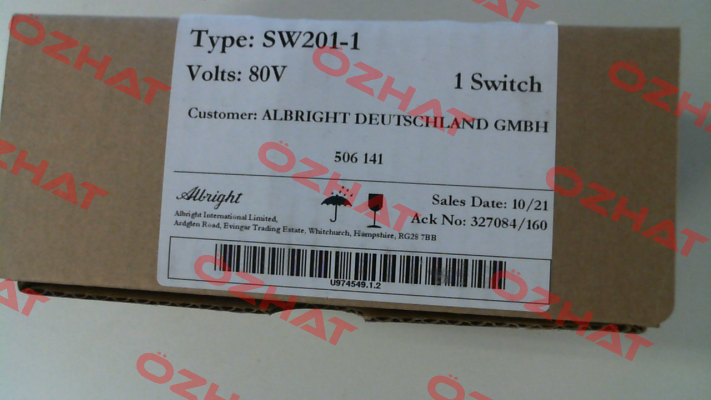 Type: SW201-1
Volts: 80V
1 Switch
Customer: ALBRIGHT DEUTSCHLAND GMBH
506 141
Albright
Sales Date: 10/21
Ack No: 327084/160
Albright International Limited,
Ardglen Road, Evingar Trading Estate, Whitchurch, Hampshire, RG28 7BB
U974549.1.2
ÖZHAT
ÖZHAT
ÖZHAT
ÖZHAT
ÖZHAT
ÖZHAT
ÖZHAT
ÖZHAT
ÖZHAT